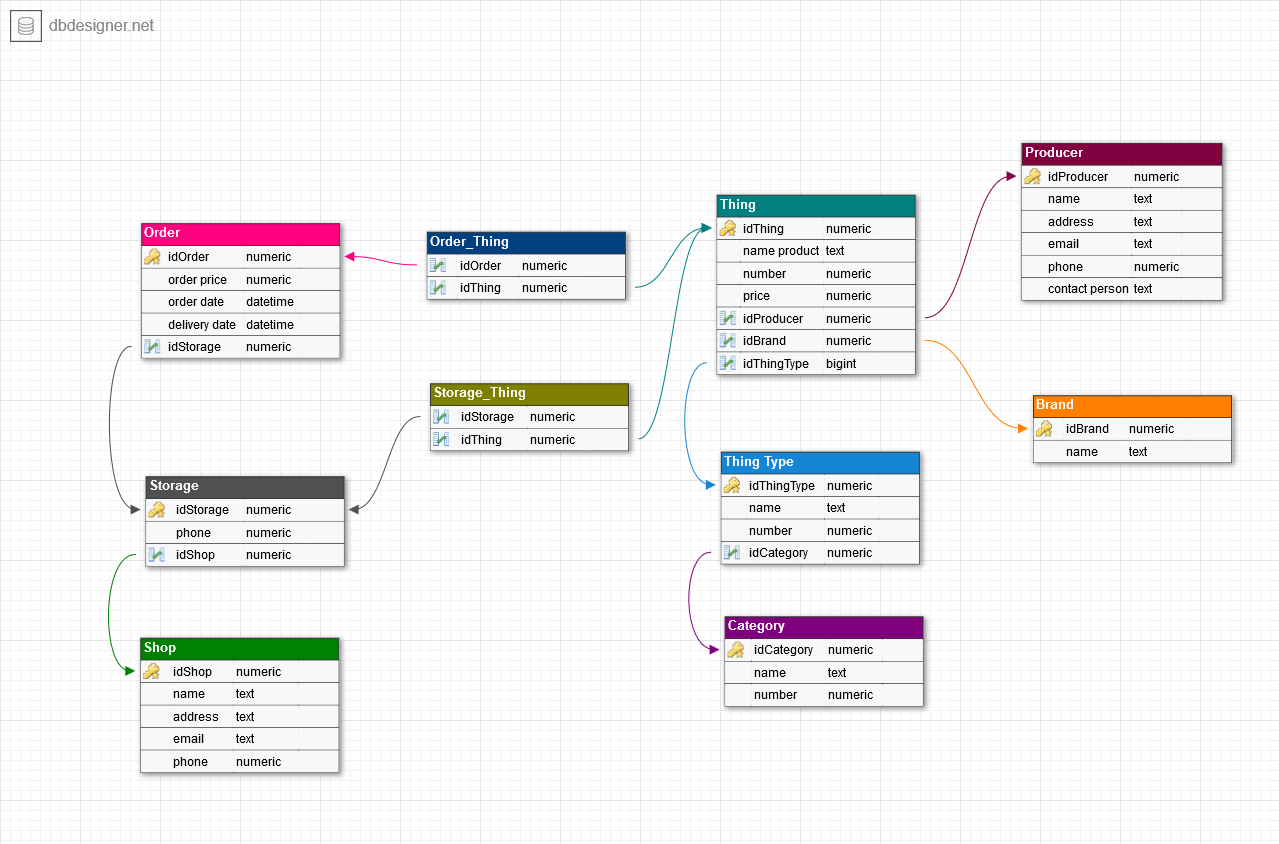 dbdesigner.net
Order
idOrder numeric
order price numeric
order date datetime
delivery date datetime
idStorage numeric
Order_Thing
idOrder numeric
idThing numeric
Storage_Thing
idStorage numeric
idThing numeric
Storage
idStorage numeric
phone numeric
idShop numeric
Shop
idShop numeric
name text
address text
email text
phone numeric
Thing
idThing numeric
name product text
number numeric
price numeric
idProducer numeric
idBrand numeric
idThingType bigint
Thing Type
idThingType numeric
name text
number numeric
idCategory numeric
Category
idCategory numeric
name text
number numeric
Producer
idProducer numeric
name text
address text
email text
phone numeric
contact person text
Brand
idBrand numeric
name text